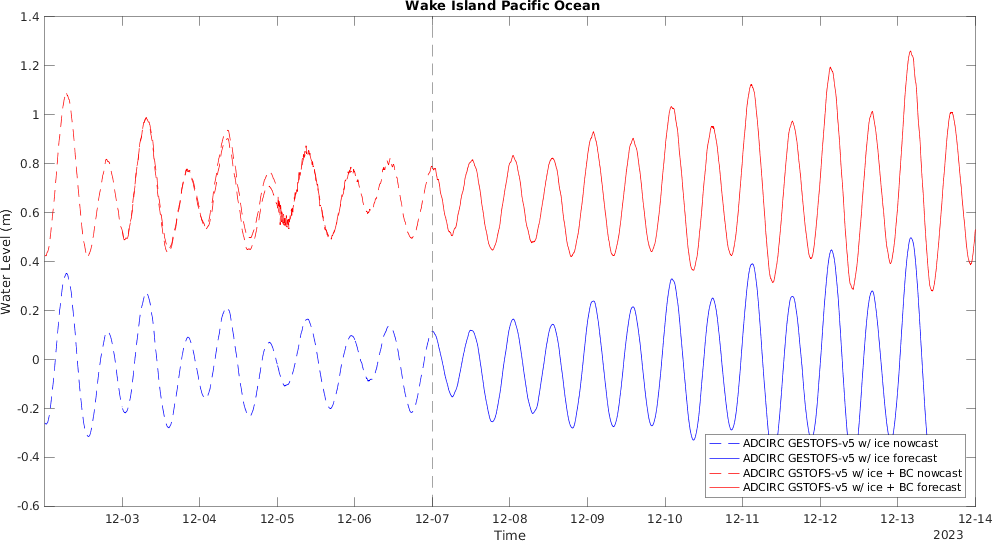 Wake Island Pacific Ocean
1.4
1.2
1
0.8
0.6
0.4
0.2
0
-0.2
-0.4
-0.6
Water Level (m)
ADCIRC GESTOFS-v5 w/ ice nowcast
ADCIRC GESTOFS-v5 w/ ice forecast
ADCIRC GSTOFS-v5 w/ ice + BC nowcast
ADCIRC GSTOFS-v5 w/ ice + BC forecast
12-03 12-04 12-05 12-06 12-07 12-08 12-09 12-10 12-11 12-12 12-13 12-14
Time
2023